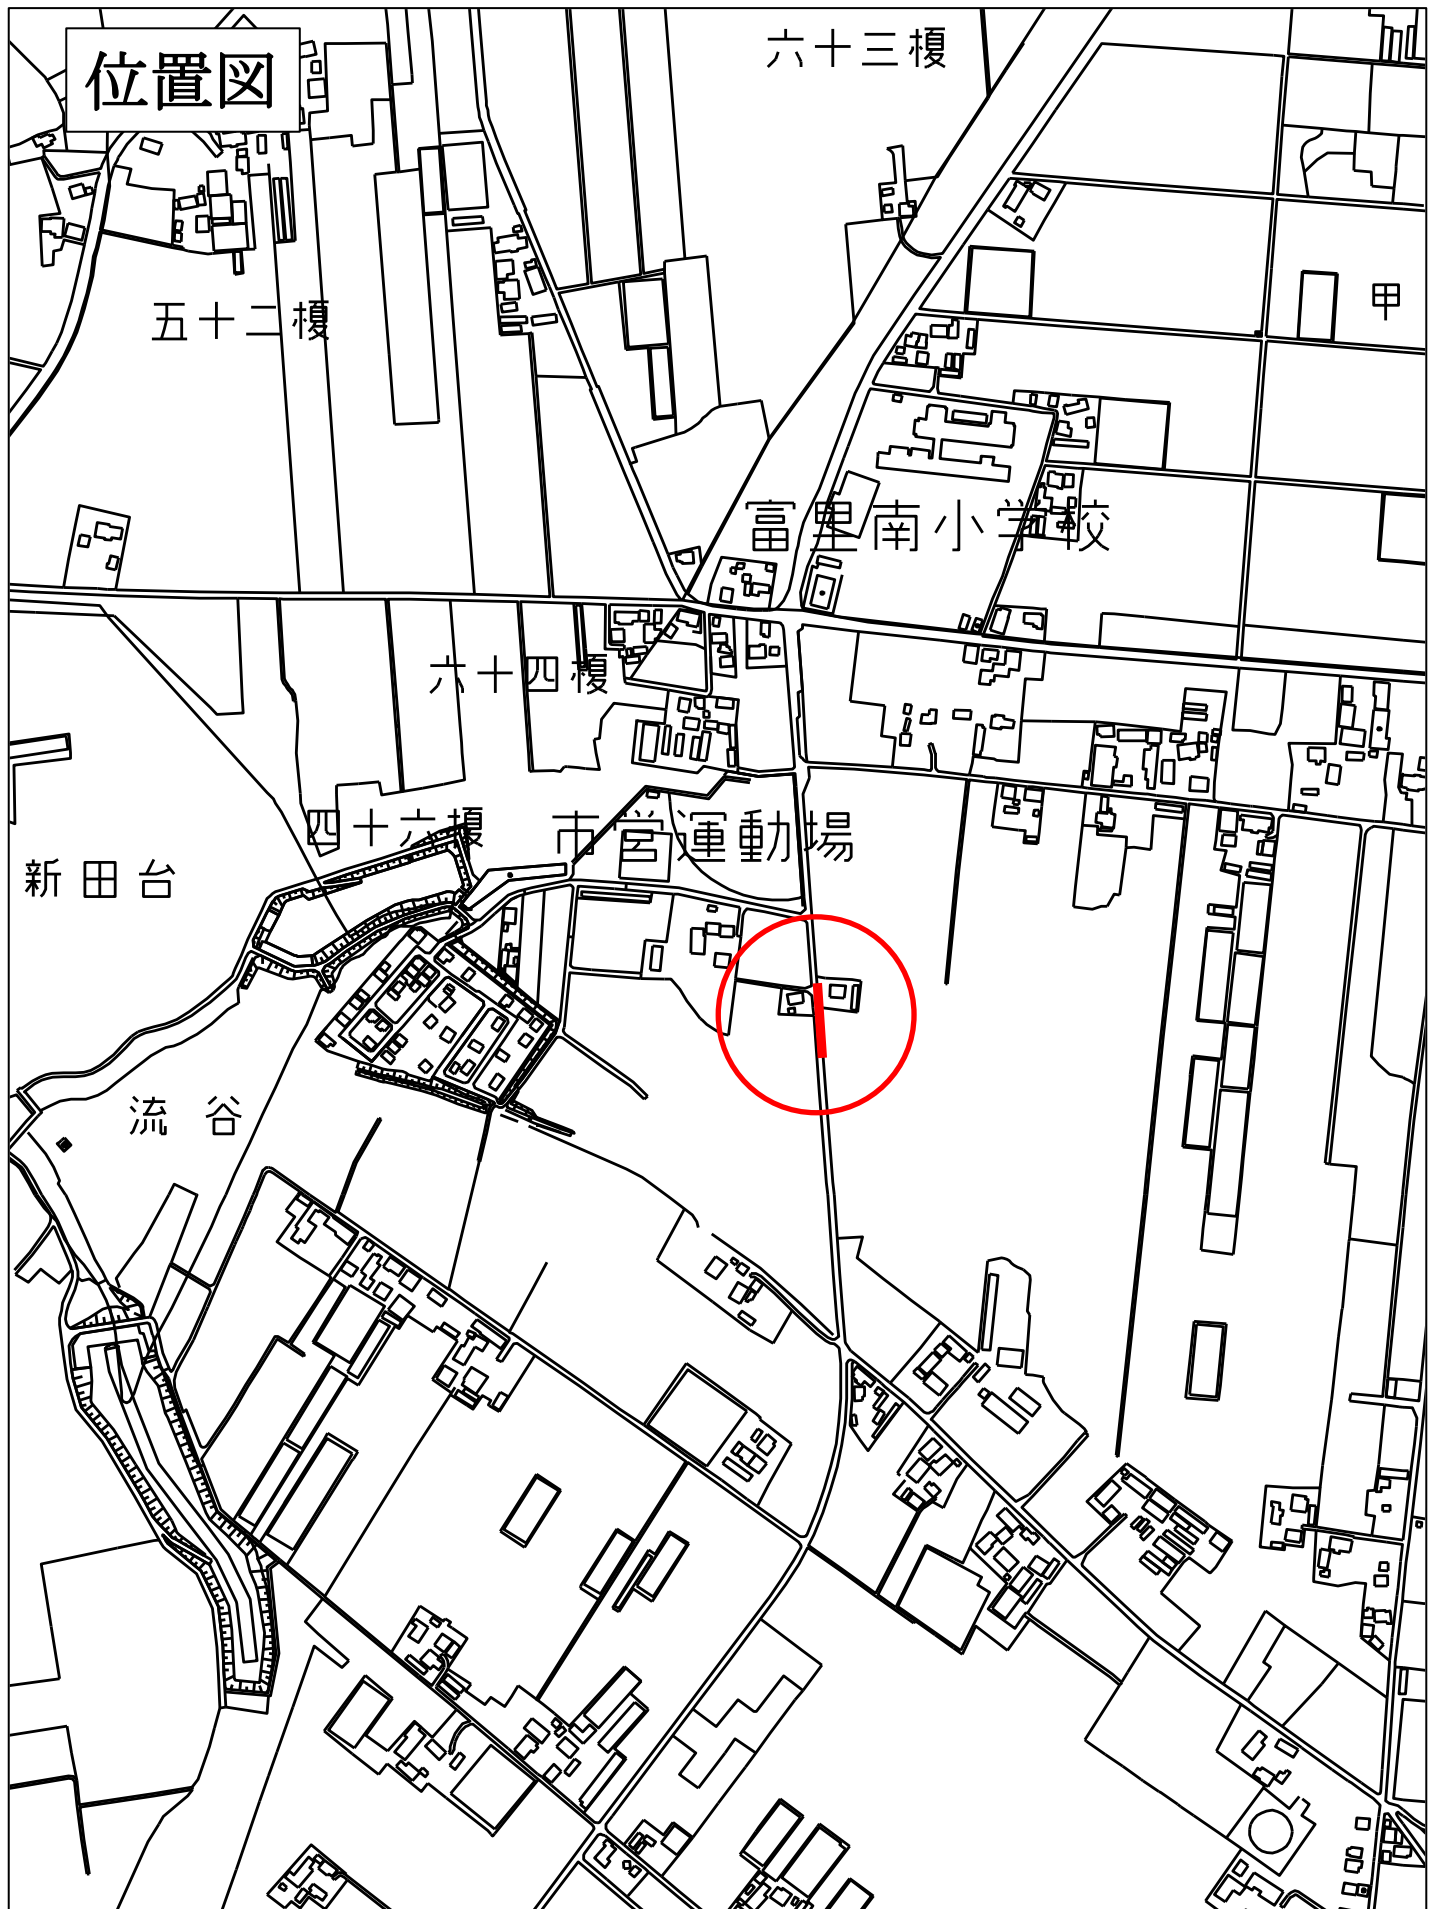 位置図
六十三榎
五十二榎
甲
富里南小学校
六十四榎
四十六榎
市営運動場
新田台
流谷